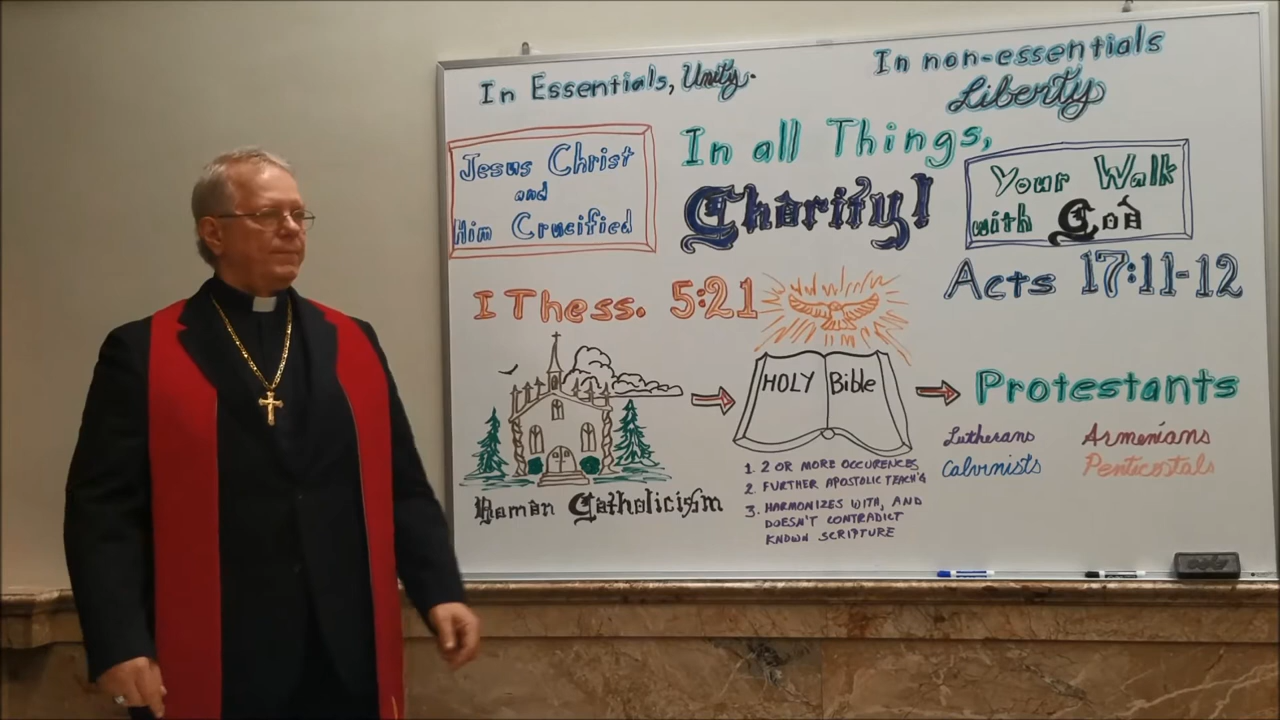 In Essentials, Unity.
In non-essentials
Liberty
In all Things,
Charity!
Jesus Christ
and
Him Crucified
Your Walk
with God
Acts 17:11-12
I Thess. 5:21
HOLY Bible
Protestants
Lutherans
Armenians
Calvinists
Penticostals
1. 2 OR MORE OCCURENCES
2. FURTHER APOSTOLIC TEACH'G
3. HARMONIZES WITH, AND
DOESN'T CONTRADICT
KNOWN SCRIPTURE
Roman Catholicism